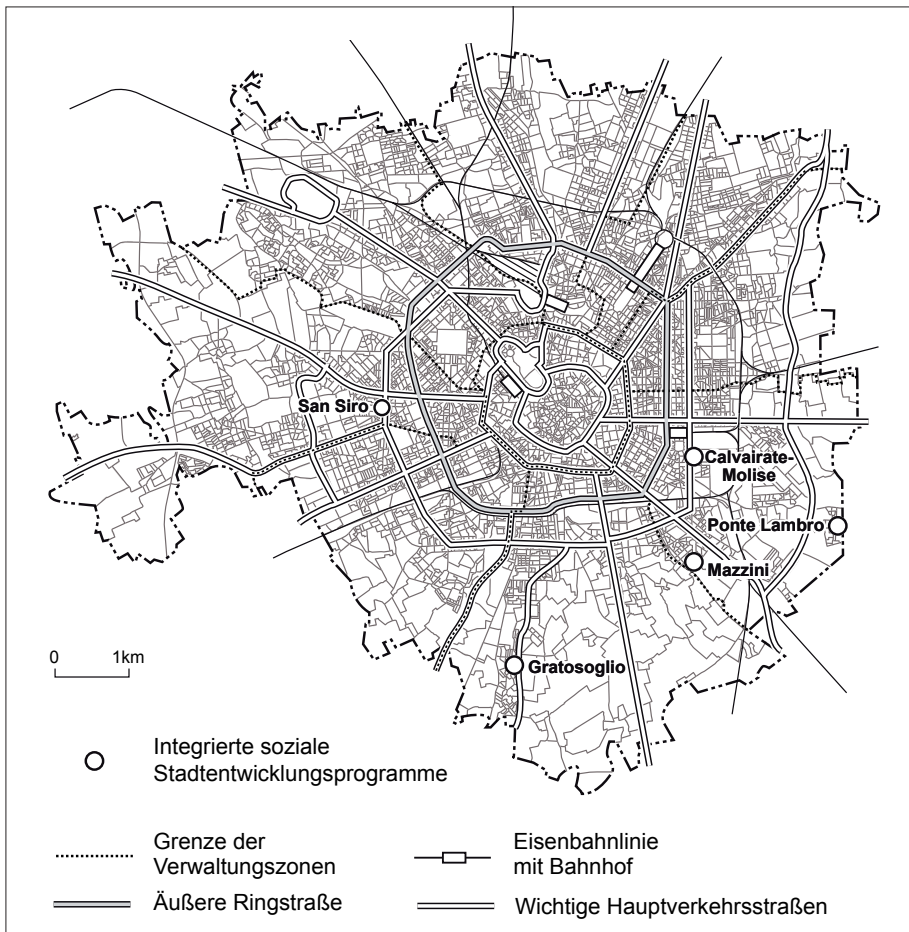 San Siro
Calvairate-
Molise
Ponte Lambro
Mazzini
Gratosoglio
0 1km
Integrierte soziale
Stadtentwicklungsprogramme
Grenze der
Verwaltungszonen
Eisenbahnlinie
mit Bahnhof
Äußere Ringstraße
Wichtige Hauptverkehrsstraßen